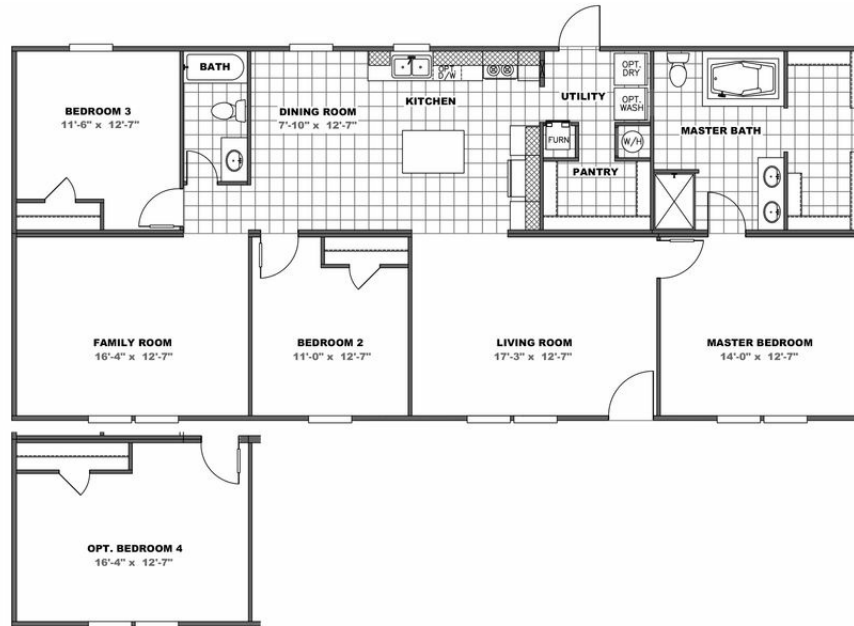 BATH
BEDROOM 3
11'-6" x 12'-7"
DINING ROOM
7'-10" x 12'-7"
OPT.
D/W
KITCHEN
UTILITY
OPT.
DRY
OPT.
WASH
FURN
W/H
PANTRY
MASTER BATH
FAMILY ROOM
16'-4" x 12'-7"
BEDROOM 2
11'-0" x 12'-7"
LIVING ROOM
17'-3" x 12'-7"
MASTER BEDROOM
14'-0" x 12'-7"
OPT. BEDROOM 4
16'-4" x 12'-7"